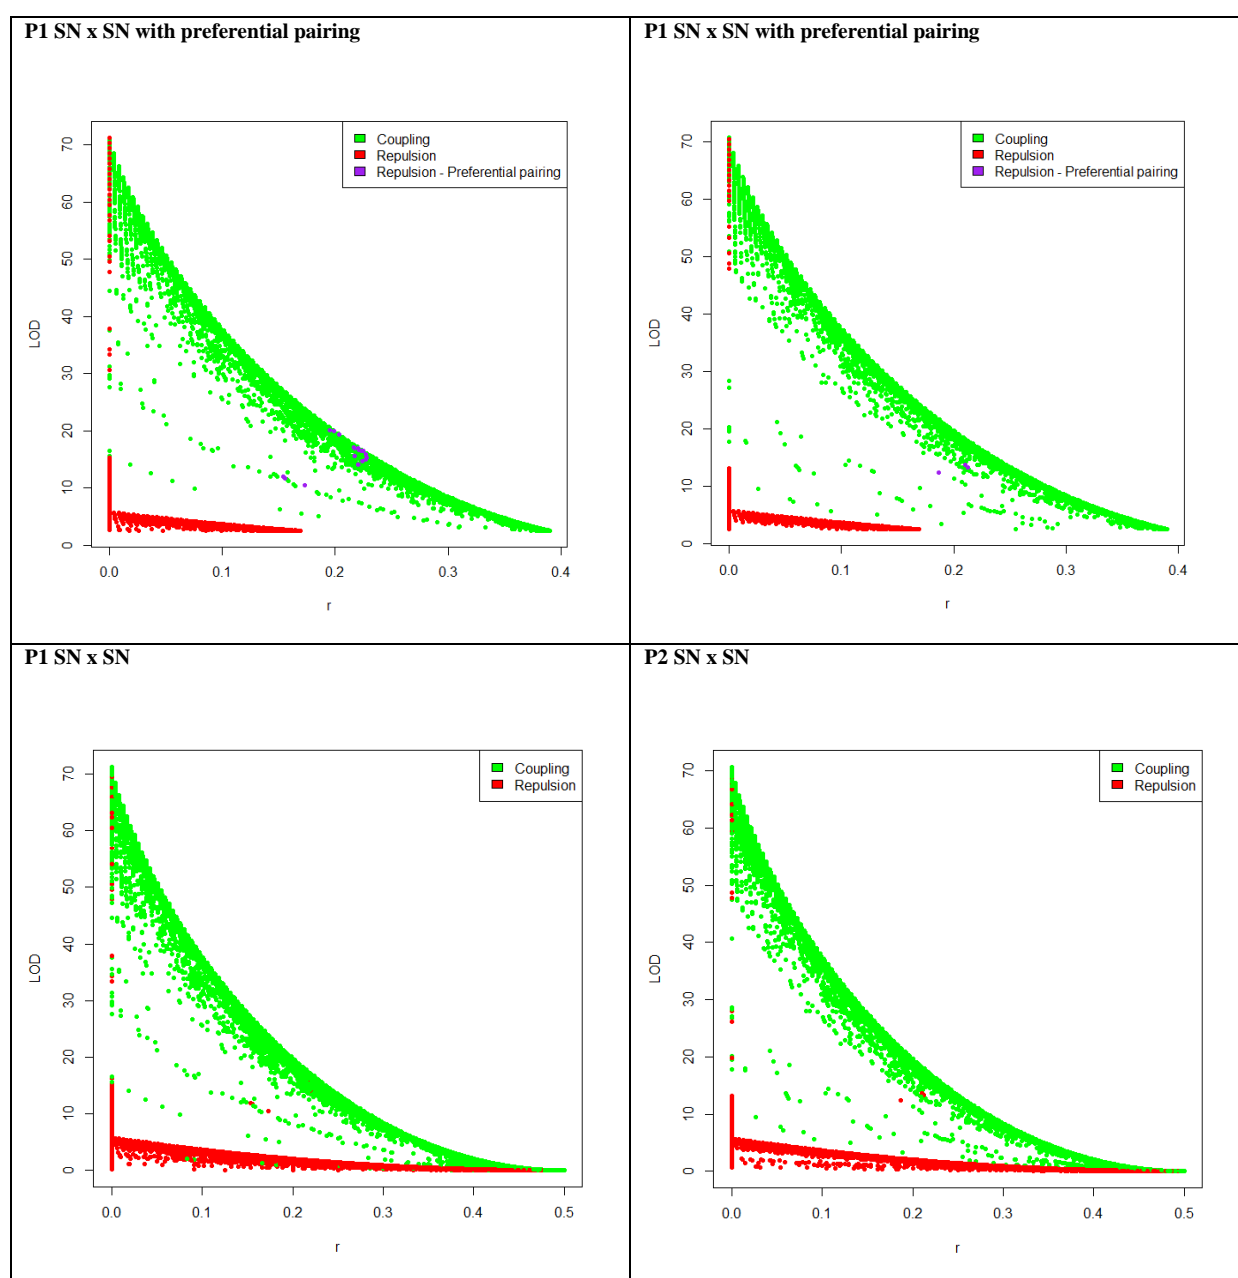 P1 SN x SN with preferential pairing
Coupling
Repulsion
Repulsion - Preferential pairing
LOD
70
60
50
40
30
20
10
0
0.0 0.1 0.2 0.3 0.4
r
P1 SN x SN with preferential pairing
Coupling
Repulsion
Repulsion - Preferential pairing
LOD
70
60
50
40
30
20
10
0
0.0 0.1 0.2 0.3 0.4
r
P1 SN x SN
Coupling
Repulsion
LOD
70
60
50
40
30
20
10
0
0.0 0.1 0.2 0.3 0.4 0.5
r
P2 SN x SN
Coupling
Repulsion
LOD
70
60
50
40
30
20
10
0
0.0 0.1 0.2 0.3 0.4 0.5
r